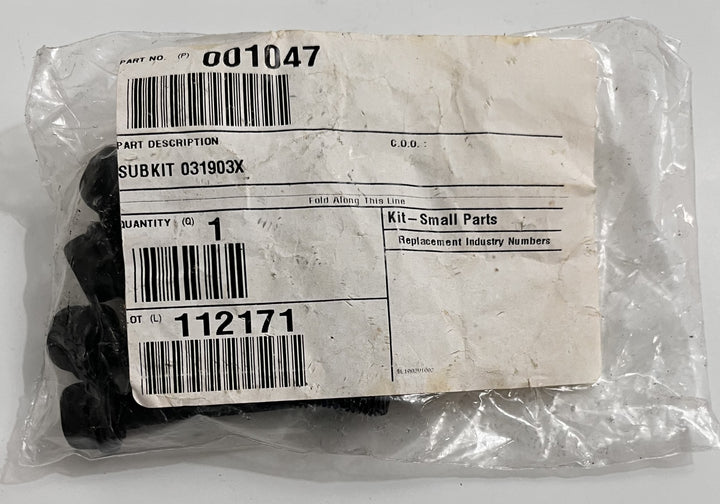 PART NO. (P) 001047
PART DESCRIPTION C.O.O. :
SUBKIT 031903X
Fold Along This Line
QUANTITY (Q) 1
Kit-Small Parts
Replacement Industry Numbers
LOT (L) 112171